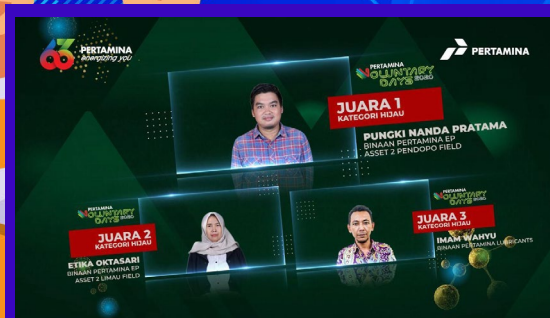 63
PERTAMINA
energizing you
PERTAMINA
PERTAMINA
VOLUNTARY
DAYS 2020
JUARA 1
KATEGORI HIJAU
PUNGKI NANDA PRATAMA
BINAAN PERTAMINA EP
ASSET 2 PENDOPO FIELD
PERTAMINA
VOLUNTARY
DAYS 2020
JUARA 2
KATEGORI HIJAU
ETIKA OKTASARI
BINAAN PERTAMINA EP
ASSET 2 LIMAU FIELD
PERTAMINA
VOLUNTARY
DAYS 2020
JUARA 3
KATEGORI HIJAU
IMAM WAHYU
BINAAN PERTAMINA LUBRICANTS